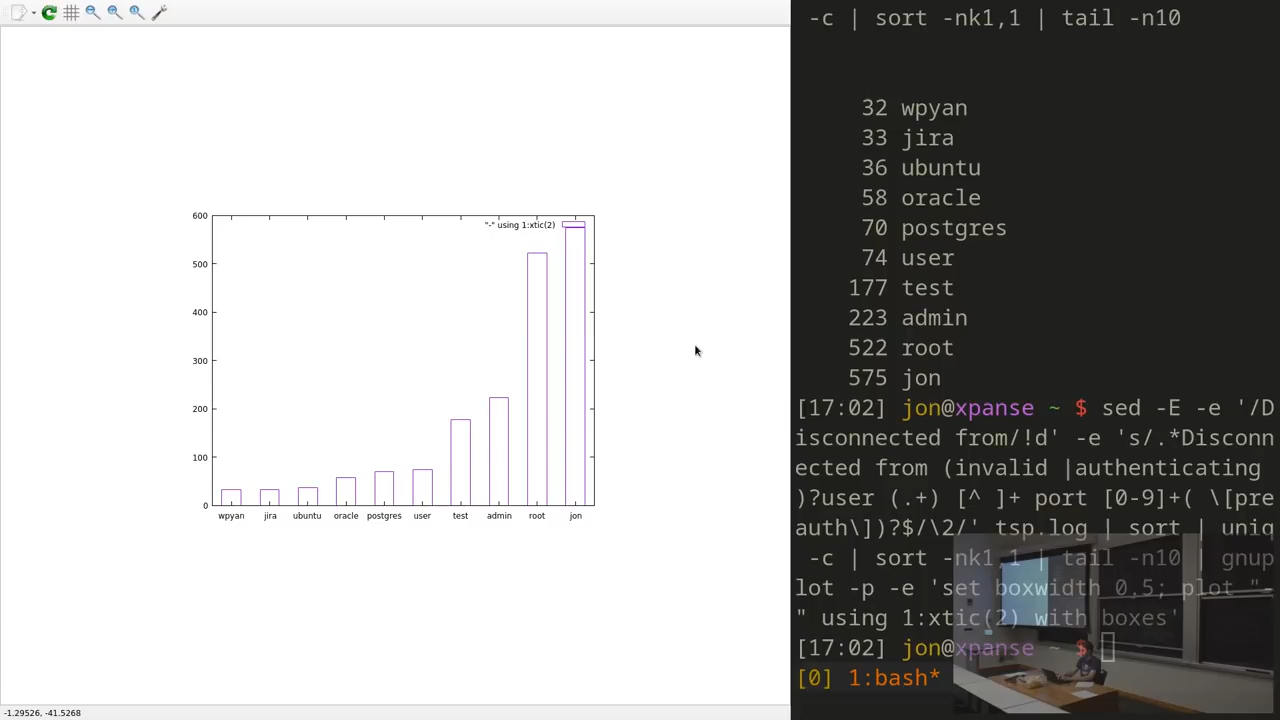 600
500
400
300
200
100
0
"-" using 1:xtic(2)
wpyan jira ubuntu oracle postgres user test admin root jon
-1.29526, -41.5268
-c | sort -nk1,1 | tail -n10
32 wpyan
33 jira
36 ubuntu
58 oracle
70 postgres
74 user
177 test
223 admin
522 root
575 jon
[17:02] jon@xpanse ~ $ sed -E -e '/D
isconnected from/!d' -e 's/.*Disconn
ected from (invalid |authenticating 
)?user (.+) [^ ]+ port [0-9]+( \[pre
auth\])?$/\2/' tsp.log | sort | uniq
-c | sort -nk1,1 | tail -n10 | gnup
lot -p -e 'set boxwidth 0.5; plot "-
" using 1:xtic(2) with boxes'
[17:02] jon@xpanse ~ $
[0] 1:bash*